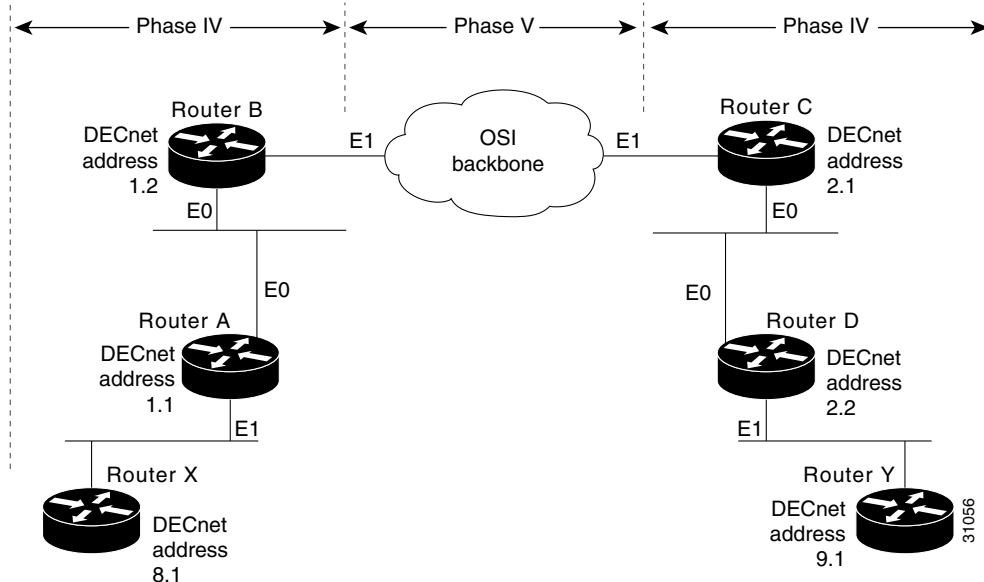 Phase IV
Phase V
Phase IV
Router B
DECnet
address
1.2
E1
OSI
backbone
E1
Router C
DECnet
address
2.1
E0
E0
E0
E0
Router A
DECnet
address
1.1
Router D
DECnet
address
2.2
E1
E1
Router X
DECnet
address
8.1
Router Y
DECnet
address
9.1
31056